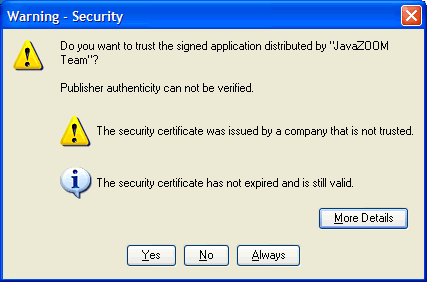 Warning - Security
Do you want to trust the signed application distributed by "JavaZOOM
Team"?
Publisher authenticity can not be verified.
The security certificate was issued by a company that is not trusted.
The security certificate has not expired and is still valid.
More Details
Yes No Always